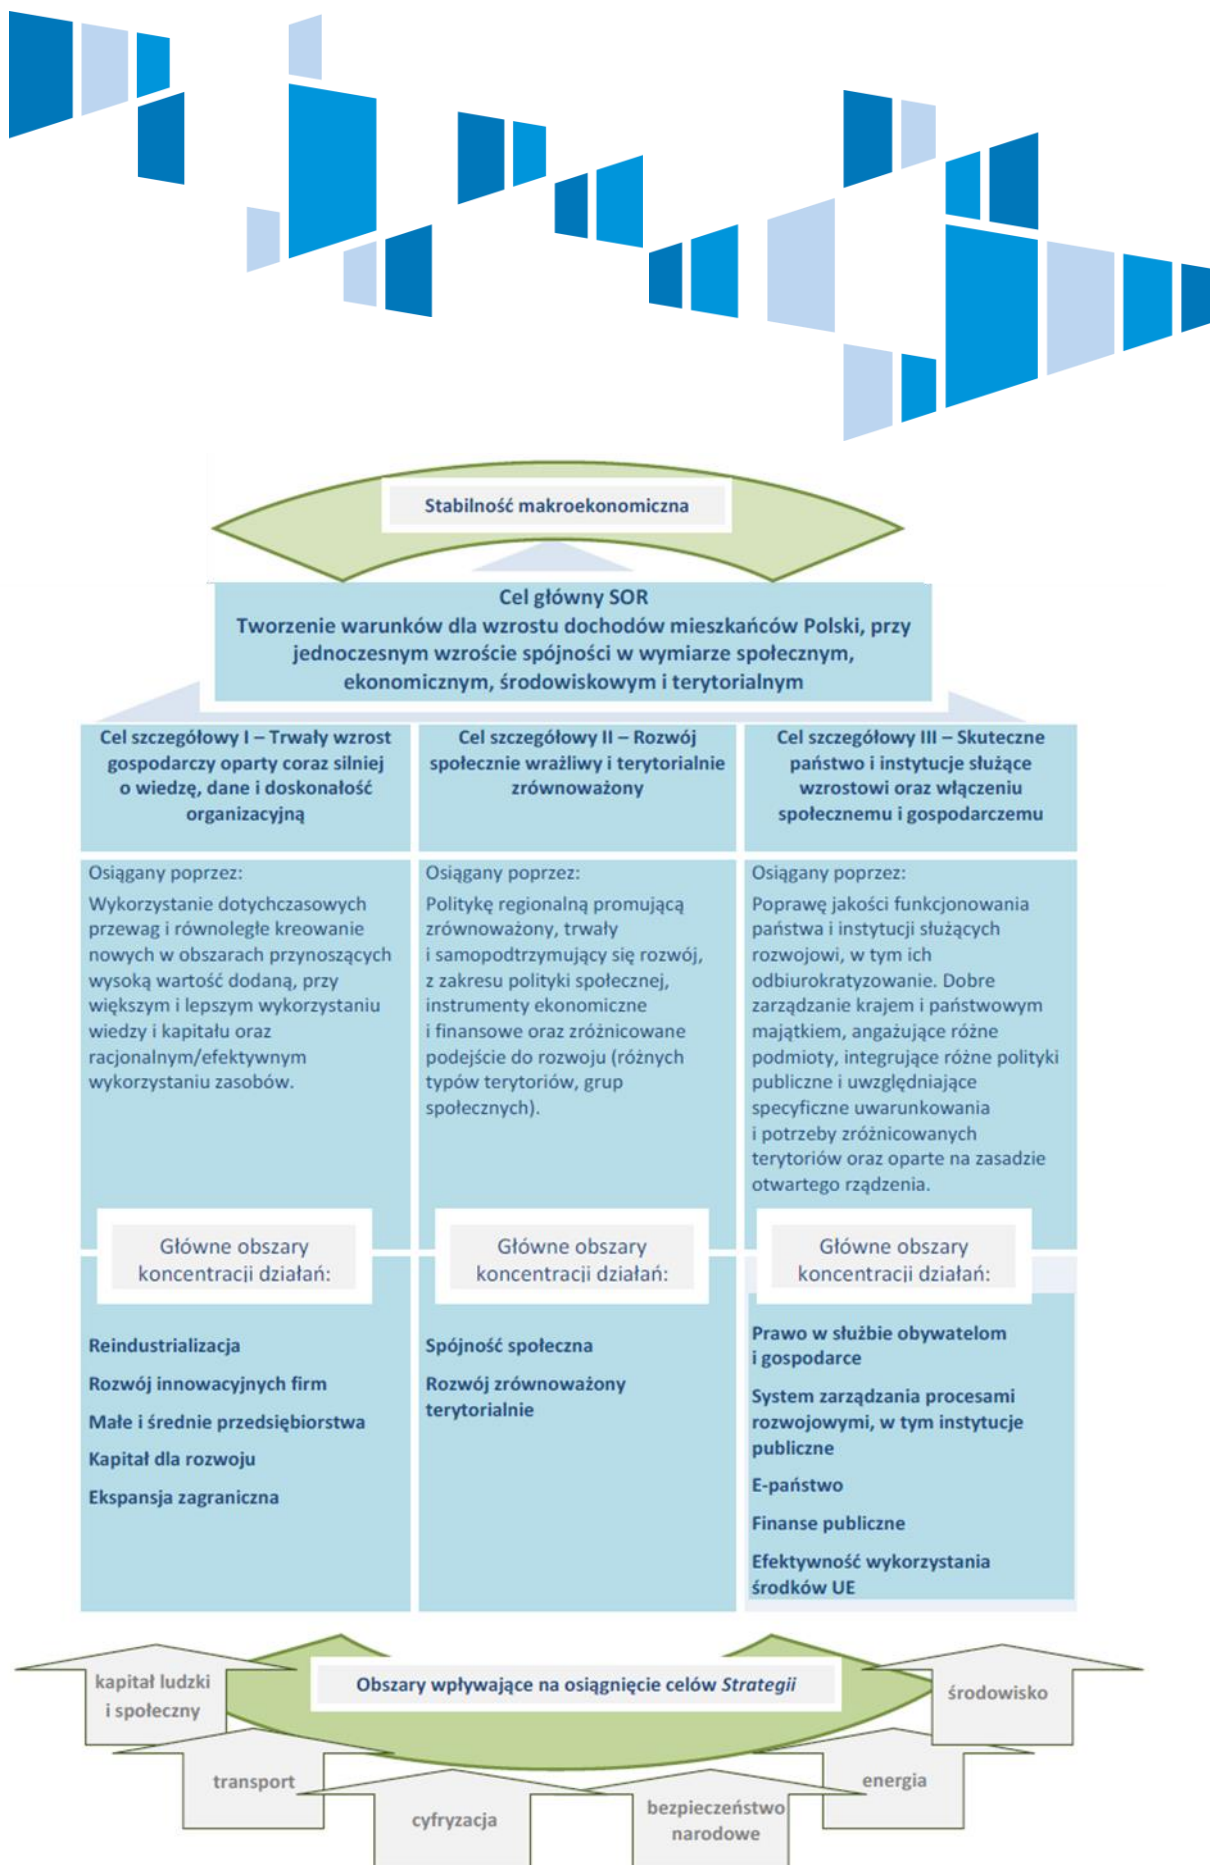 Stabilność makroekonomiczna
Cel główny SOR
Tworzenie warunków dla wzrostu dochodów mieszkańców Polski, przy
jednoczesnym wzroście spójności w wymiarze społecznym,
ekonomicznym, środowiskowym i terytorialnym
Cel szczegółowy I – Trwały wzrost
gospodarczy oparty coraz silniej
o wiedzę, dane i doskonałość
organizacyjną
Cel szczegółowy II – Rozwój
społecznie wrażliwy i terytorialnie
zrównoważony
Cel szczegółowy III – Skuteczne
państwo i instytucje służące
wzrostowi oraz włączeniu
społecznemu i gospodarczemu
Osiągany poprzez:
Wykorzystanie dotychczasowych
przewag i równoległe kreowanie
nowych w obszarach przynoszących
wysoką wartość dodaną, przy
większym i lepszym wykorzystaniu
wiedzy i kapitału oraz
racjonalnym/efektywnym
wykorzystaniu zasobów.
Osiągany poprzez:
Politykę regionalną promującą
zrównoważony, trwały
i samopodtrzymujący się rozwój,
z zakresu polityki społecznej,
instrumenty ekonomiczne
i finansowe oraz zróżnicowane
podejście do rozwoju (różnych
typów terytoriów, grup
społecznych).
Osiągany poprzez:
Poprawę jakości funkcjonowania
państwa i instytucji służących
rozwojowi, w tym ich
odbiurokratyzowanie. Dobre
zarządzanie krajem i państwowym
majątkiem, angażujące różne
podmioty, integrujące różne polityki
publiczne i uwzględniające
specyficzne uwarunkowania
i potrzeby zróżnicowanych
terytoriów oraz oparte na zasadzie
otwartego rządzenia.
Główne obszary
koncentracji działań:
Reindustrializacja
Rozwój innowacyjnych firm
Małe i średnie przedsiębiorstwa
Kapitał dla rozwoju
Ekspansja zagraniczna
Główne obszary
koncentracji działań:
Spójność społeczna
Rozwój zrównoważony
terytorialnie
Główne obszary
koncentracji działań:
Prawo w służbie obywatelom
i gospodarce
System zarządzania procesami
rozwojowymi, w tym instytucje
publiczne
E-państwo
Finanse publiczne
Efektywność wykorzystania
środków UE
Obszary wpływające na osiągnięcie celów Strategii
kapitał ludzki
i społeczny
transport
cyfryzacja
bezpieczeństwo
narodowe
energia
środowisko